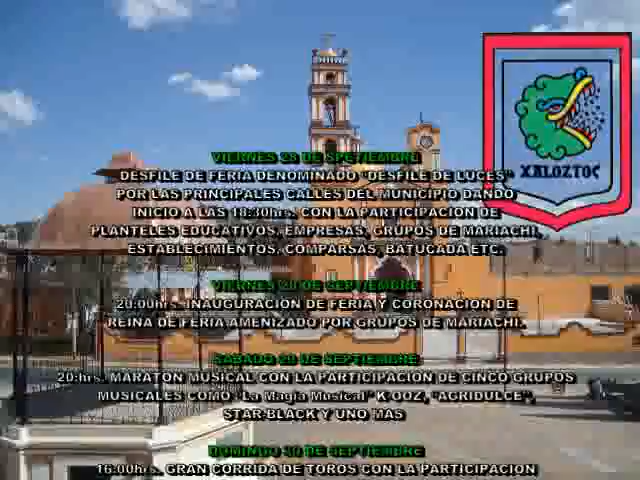 XALOZTOC
VIERNES 28 DE SPETIEMBRE
DESFILE DE FERIA DENOMINADO "DESFILE DE LUCES"
POR LAS PRINCIPALES CALLES DEL MUNICIPIO DANDO
INICIO A LAS 18:30hrs. CON LA PARTICIPACION DE
PLANTELES EDUCATIVOS, EMPRESAS, GRUPOS DE MARIACHI,
ESTABLECIMIENTOS, COMPARSAS, BATUCADA ETC.
VIERNES 28 DE SEPTIEMBRE
20:00hrs. INAUGURACION DE FERIA Y CORONACION DE
REINA DE FERIA AMENIZADO POR GRUPOS DE MARIACHI.
SABADO 29 DE SEPTIEMBRE
20:hrs. MARATON MUSICAL CON LA PARTICIPACION DE CINCO GRUPOS
MUSICALES COMO "La Magia Musical" K-OOZ, "AGRIDULCE",
STAR-BLACK Y UNO MAS
DOMINGO 30 DE SEPTIEMBRE
16:00hrs. GRAN CORRIDA DE TOROS CON LA PARTICIPACION